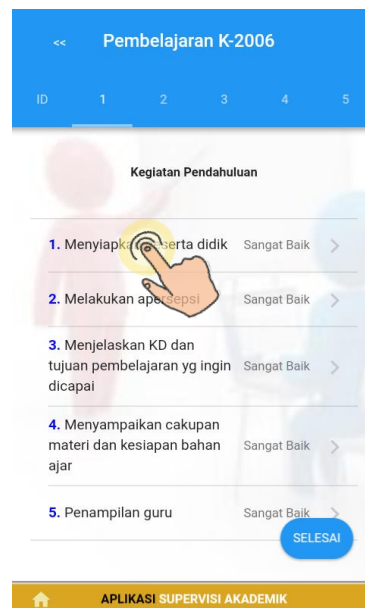 << Pembelajaran K-2006
ID 1 2 3 4 5
Kegiatan Pendahuluan
1. Menyiapkan peserta didik Sangat Baik
2. Melakukan apersepsi Sangat Baik
3. Menjelaskan KD dan
tujuan pembelajaran yg ingin Sangat Baik
dicapai
4. Menyampaikan cakupan
materi dan kesiapan bahan Sangat Baik
ajar
5. Penampilan guru Sangat Baik
SELESAI
APLIKASI SUPERVISI AKADEMIK